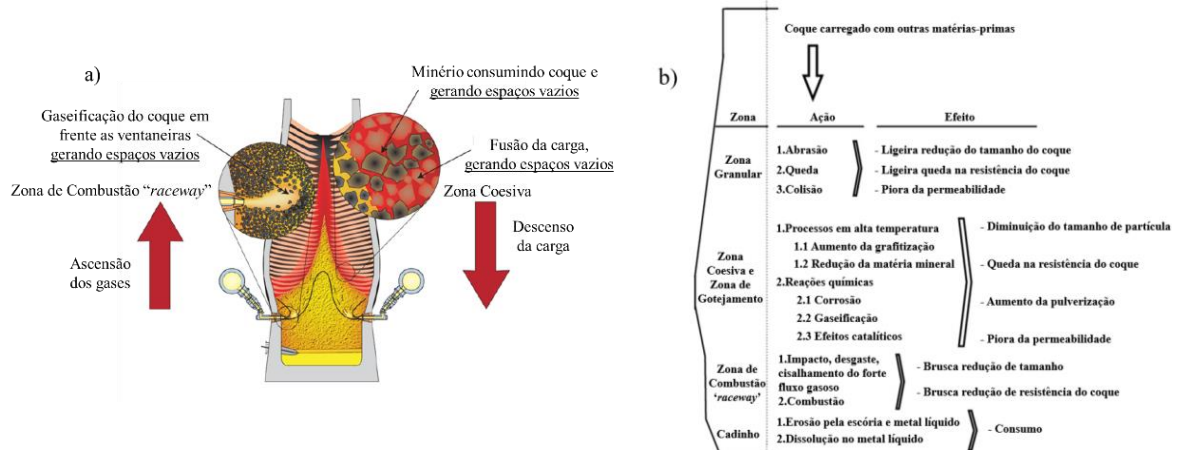 a)
Minério consumindo coque e
gerando espaços vazios
Gaseificação do coque em
frente as ventaneiras
gerando espaços vazios
Fusão da carga,
gerando espaços vazios
Zona de Combustão “raceway”
Zona Coesiva
Ascensão
dos gases
Descenso
da carga
b)
Coque carregado com outras matérias-primas
Zona
Ação
Efeito
Zona
Granular
1.Abrasão
2.Queda
3.Colisão
- Ligeira redução do tamanho do coque
- Ligeira queda na resistência do coque
- Piora da permeabilidade
Zona
Coesiva e
Zona de
Gotejamento
1.Processos em alta temperatura
1.1 Aumento da grafitização
1.2 Redução da matéria mineral
2.Reações químicas
2.1 Corrosão
2.2 Gaseificação
2.3 Efeitos catalíticos
- Diminuição do tamanho de partícula
- Queda na resistência do coque
- Aumento da pulverização
- Piora da permeabilidade
Zona de
Combustão
‘raceway’
1.Impacto, desgaste,
cisalhamento do forte
fluxo gasoso
2.Combustão
- Brusca redução de tamanho
- Brusca redução de resistência do coque
Cadinho
1.Erosão pela escória e metal líquido
2.Dissolução no metal líquido
- Consumo